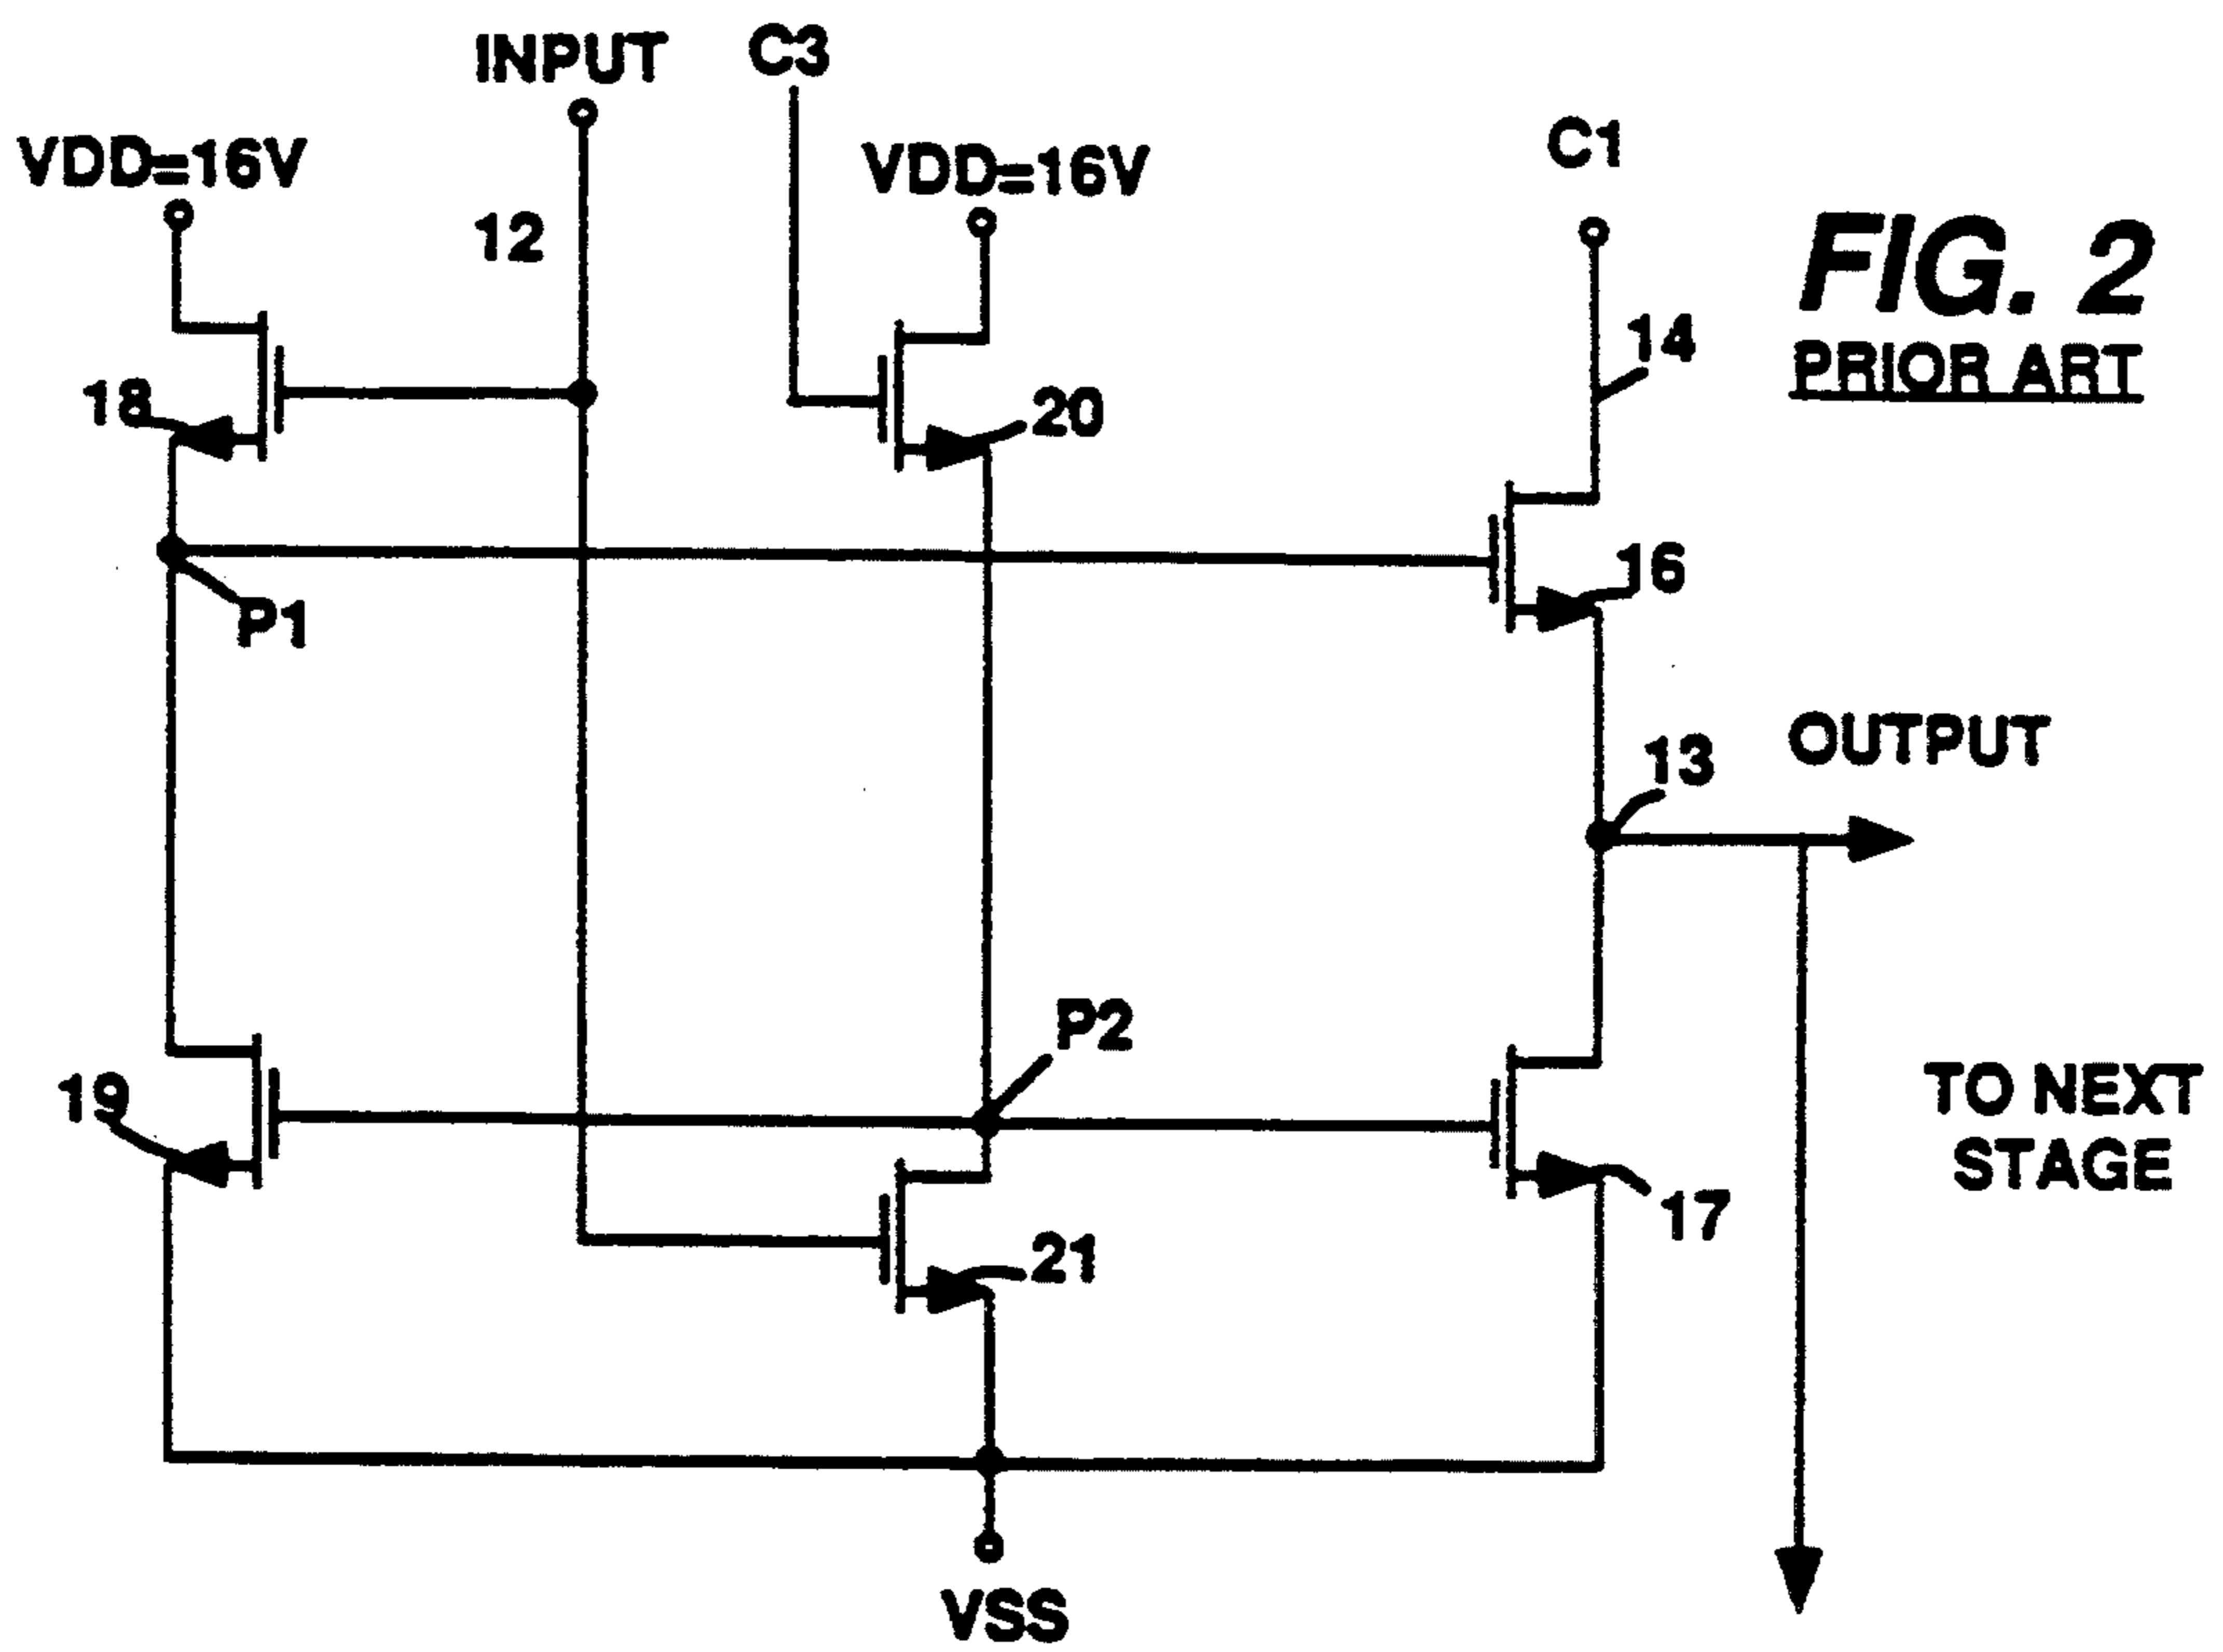 INPUT
C3
VDD=16V
VDD=16V
C1
12
FIG. 2
PRIOR ART
14
18
20
16
P1
13
OUTPUT
P2
19
TO NEXT
STAGE
17
21
VSS